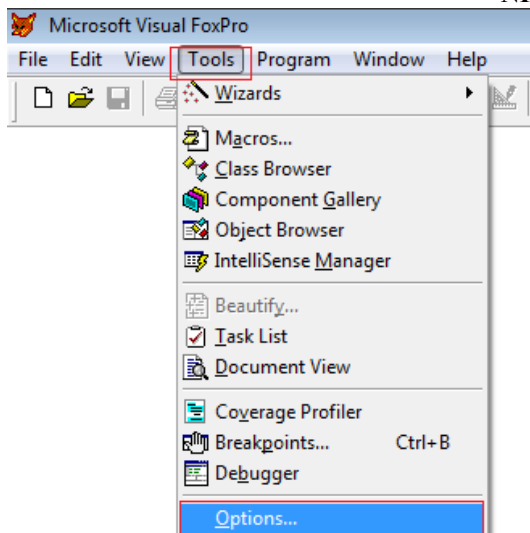 Microsoft Visual FoxPro
File Edit View Tools Program Window Help
Wizards
Macros...
Class Browser
Component Gallery
Object Browser
IntelliSense Manager
Beautify...
Task List
Document View
Coverage Profiler
Breakpoints... Ctrl+B
Debugger
Options...